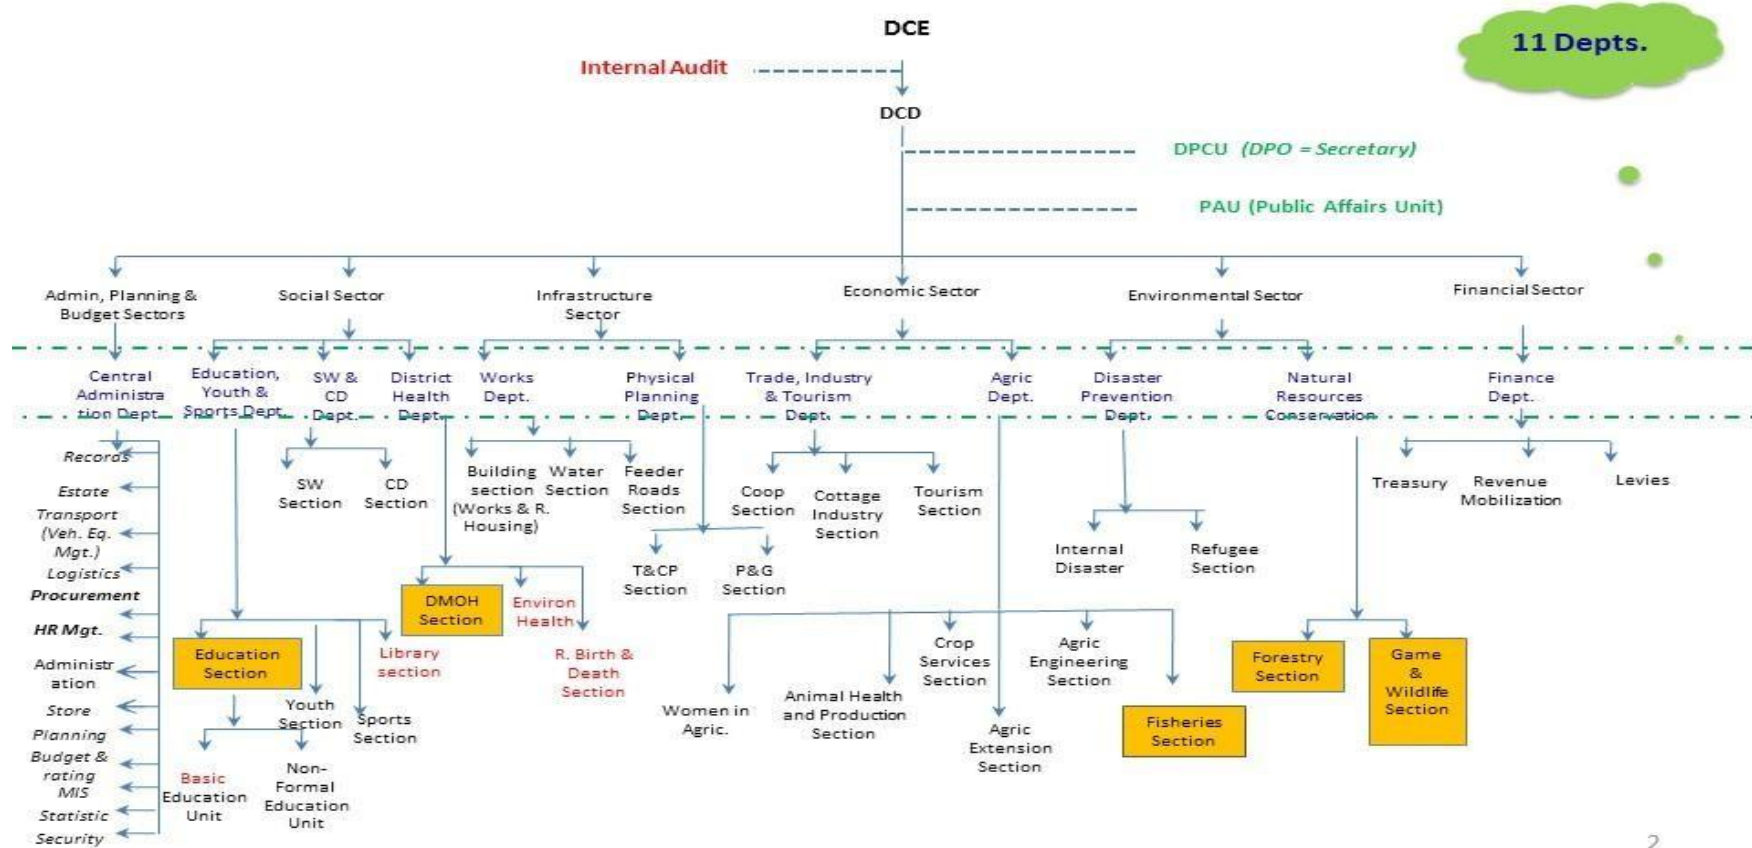 DCE
11 Depts.
Internal Audit
DCD
DPCU (DPO = Secretary)
PAU (Public Affairs Unit)
Admin, Planning &
Budget Sectors
Social Sector
Infrastructure
Sector
Economic Sector
Environmental Sector
Financial Sector
Central
Administra
tion Dept.
Education,
Youth &
Sports Dept.
SW &
CD
Dept.
District
Health
Dept.
Works
Dept.
Physical
Planning
Dept.
Trade, Industry
& Tourism
Dept.
Agric
Dept.
Disaster
Prevention
Dept.
Natural
Resources
Conservation
Finance
Dept.
Records
Estate
Transport
(Veh. Eq.
Mgt.)
Logistics
Procurement
HR Mgt.
Administr
ation
Store
Planning
Budget &
rating
MIS
Statistic
Security
SW
Section
CD
Section
Building
section
(Works & R.
Housing)
Water
Section
Feeder
Roads
Section
Coop
Section
Cottage
Industry
Section
Tourism
Section
Treasury
Revenue
Mobilization
Levies
Internal
Disaster
Refugee
Section
T&CP
Section
P&G
Section
DMOH
Section
Environ
Health
R. Birth &
Death
Section
Education
Section
Library
section
Youth
Section
Sports
Section
Basic
Education
Unit
Non-
Formal
Education
Unit
Women in
Agric.
Animal Health
and Production
Section
Crop
Services
Section
Agric
Extension
Section
Agric
Engineering
Section
Fisheries
Section
Forestry
Section
Game
&
Wildlife
Section
2